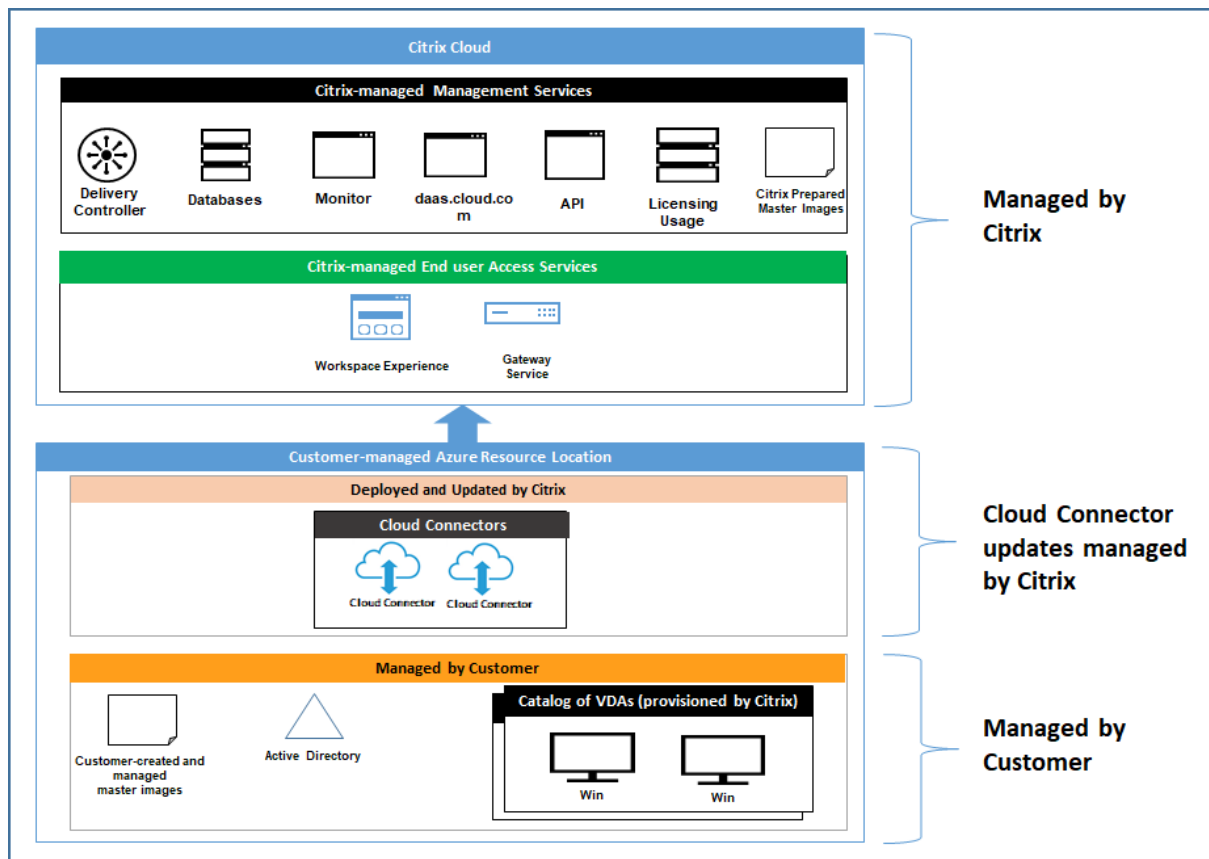 Citrix Cloud
Citrix-managed Management Services
Delivery
Controller
Databases
Monitor
daas.cloud.co
m
API
Licensing
Usage
Citrix Prepared
Master Images
Managed by
Citrix
Citrix-managed End user Access Services
Workspace Experience
Gateway
Service
Customer-managed Azure Resource Location
Deployed and Updated by Citrix
Cloud Connectors
Cloud Connector
Cloud Connector
Cloud Connector
updates managed
by Citrix
Managed by Customer
Customer-created and
managed
master images
Active Directory
Catalog of VDAs (provisioned by Citrix)
Win
Win
Managed by
Customer